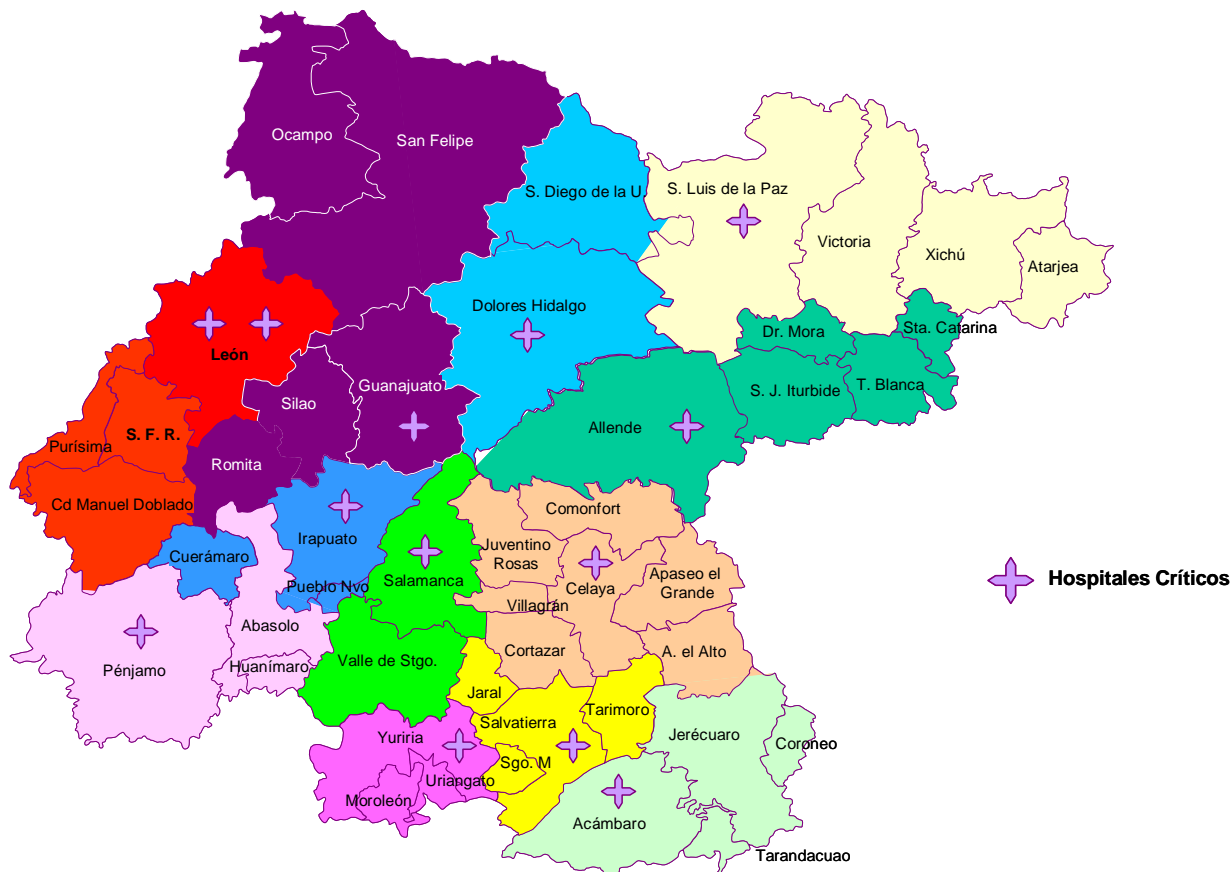 Ocampo
San Felipe
S. Diego de la U.
S. Luis de la Paz
Victoria
Xichú
Atarjea
Dolores Hidalgo
Dr. Mora
Sta. Catarina
León
Guanajuato
S. J. Iturbide
T. Blanca
Silao
Allende
Purísima
S. F. R.
Romita
Cd Manuel Doblado
Comonfort
Irapuato
Cuerámaro
Juventino
Rosas
Apaseo el
Grande
Pueblo Nvo
Salamanca
Celaya
Hospitales Críticos
Villagrán
Abasolo
Cortazar
A. el Alto
Pénjamo
Huanímaro
Valle de Stgo.
Jaral
Tarimoro
Salvatierra
Yuriria
Jerécuaro
Coroneo
Sgo. M
Uriangato
Moroleón
Acámbaro
Tarandacuao